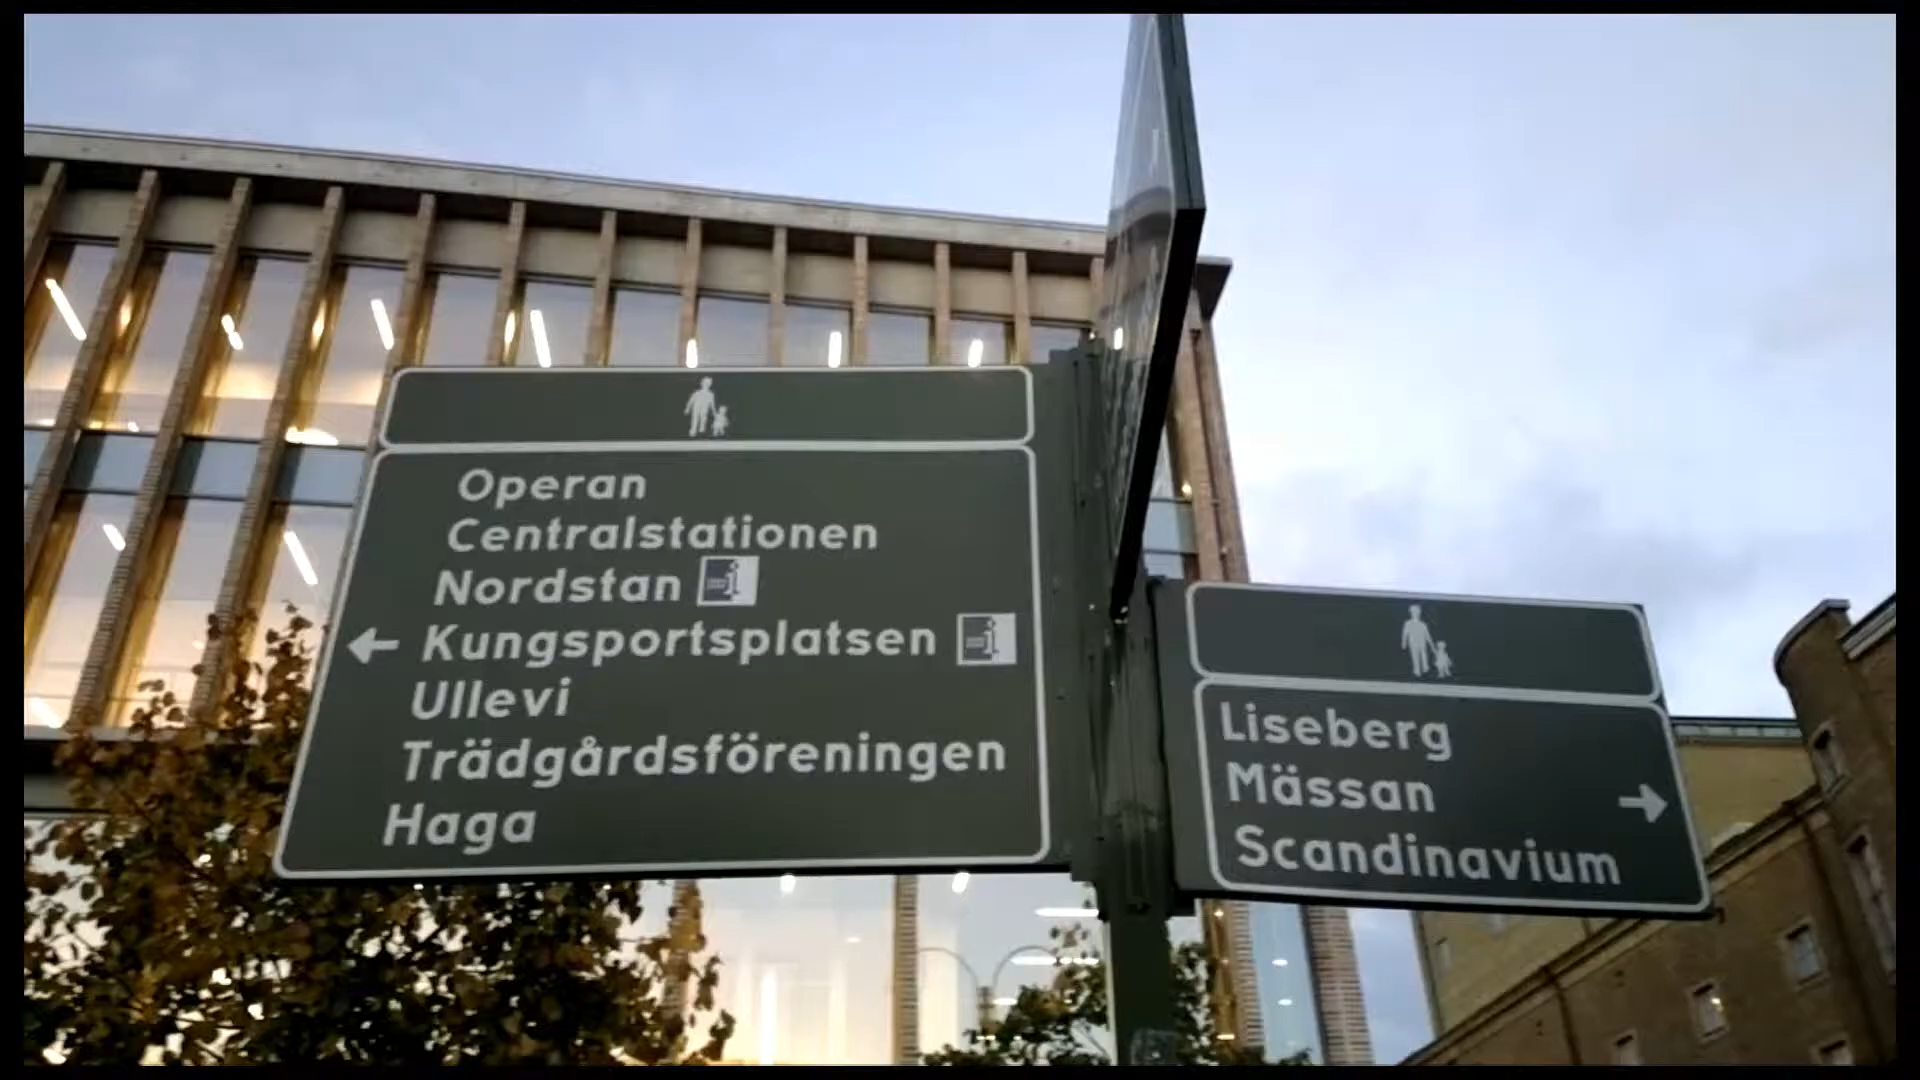 Operan
Centralstationen
Nordstan
Kungsportsplatsen
Ullevi
Trädgårdsföreningen
Haga
Liseberg
Mässan
Scandinavium